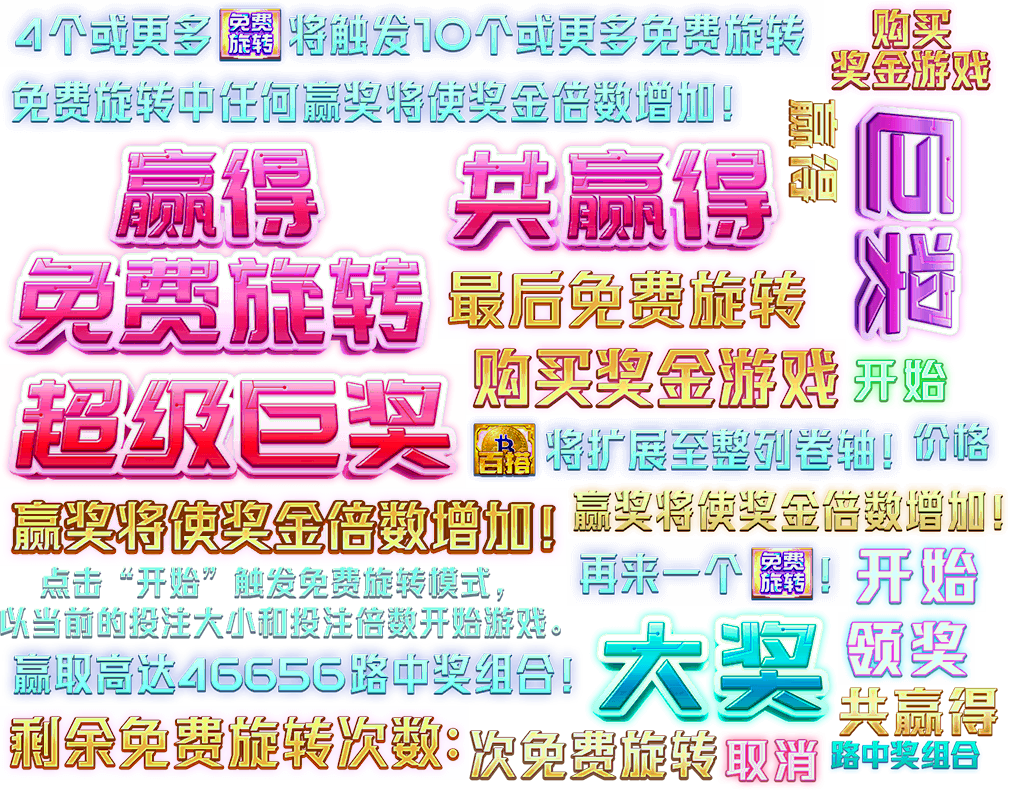 4个或更多免费旋转将触发10个或更多免费旋转
购买
奖金游戏
免费旋转中任何赢奖将使奖金倍数增加！
赢得
巨奖
赢得
共赢得
免费旋转
最后免费旋转
购买奖金游戏
开始
超级巨奖
百搭将扩展至整列卷轴！
价格
赢奖将使奖金倍数增加！
赢奖将使奖金倍数增加！
再来一个免费旋转！
开始
点击“开始”触发免费旋转模式，
以当前的投注大小和投注倍数开始游戏。
大奖
领奖
赢取高达46656路中奖组合！
共赢得
剩余免费旋转次数：
次免费旋转
取消
路中奖组合